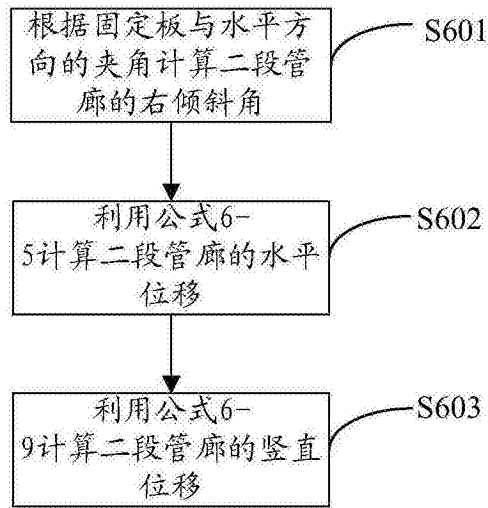 根据固定板与水平方
向的夹角计算二段管
廊的右倾斜角
S601
利用公式6-
5计算二段管廊的水平
位移
S602
利用公式6-
9计算二段管廊的竖直
位移
S603